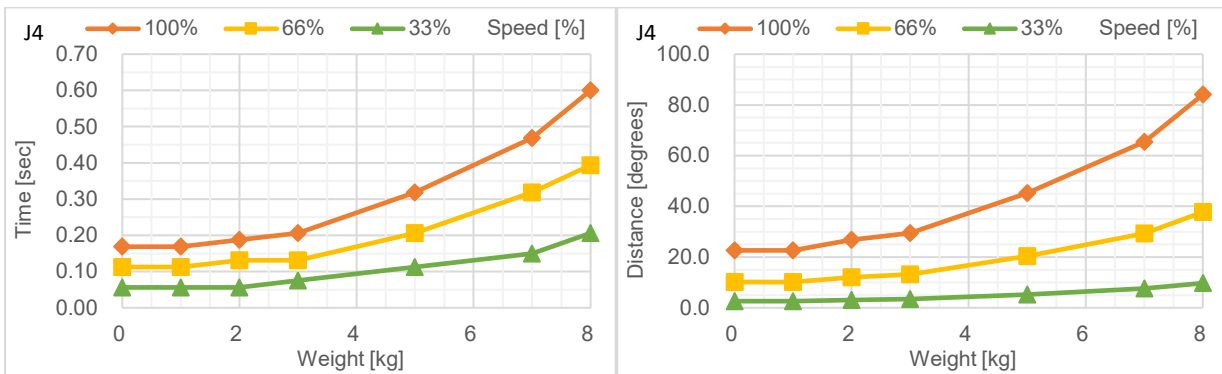 J4 100% 66% 33% Speed [%]
0.70
0.60
0.50
0.40
0.30
0.20
0.10
0.00
Time [sec]
0 2 4 6 8
Weight [kg]
J4 100% 66% 33% Speed [%]
100.0
80.0
60.0
40.0
20.0
0.0
Distance [degrees]
0 2 4 6 8
Weight [kg]